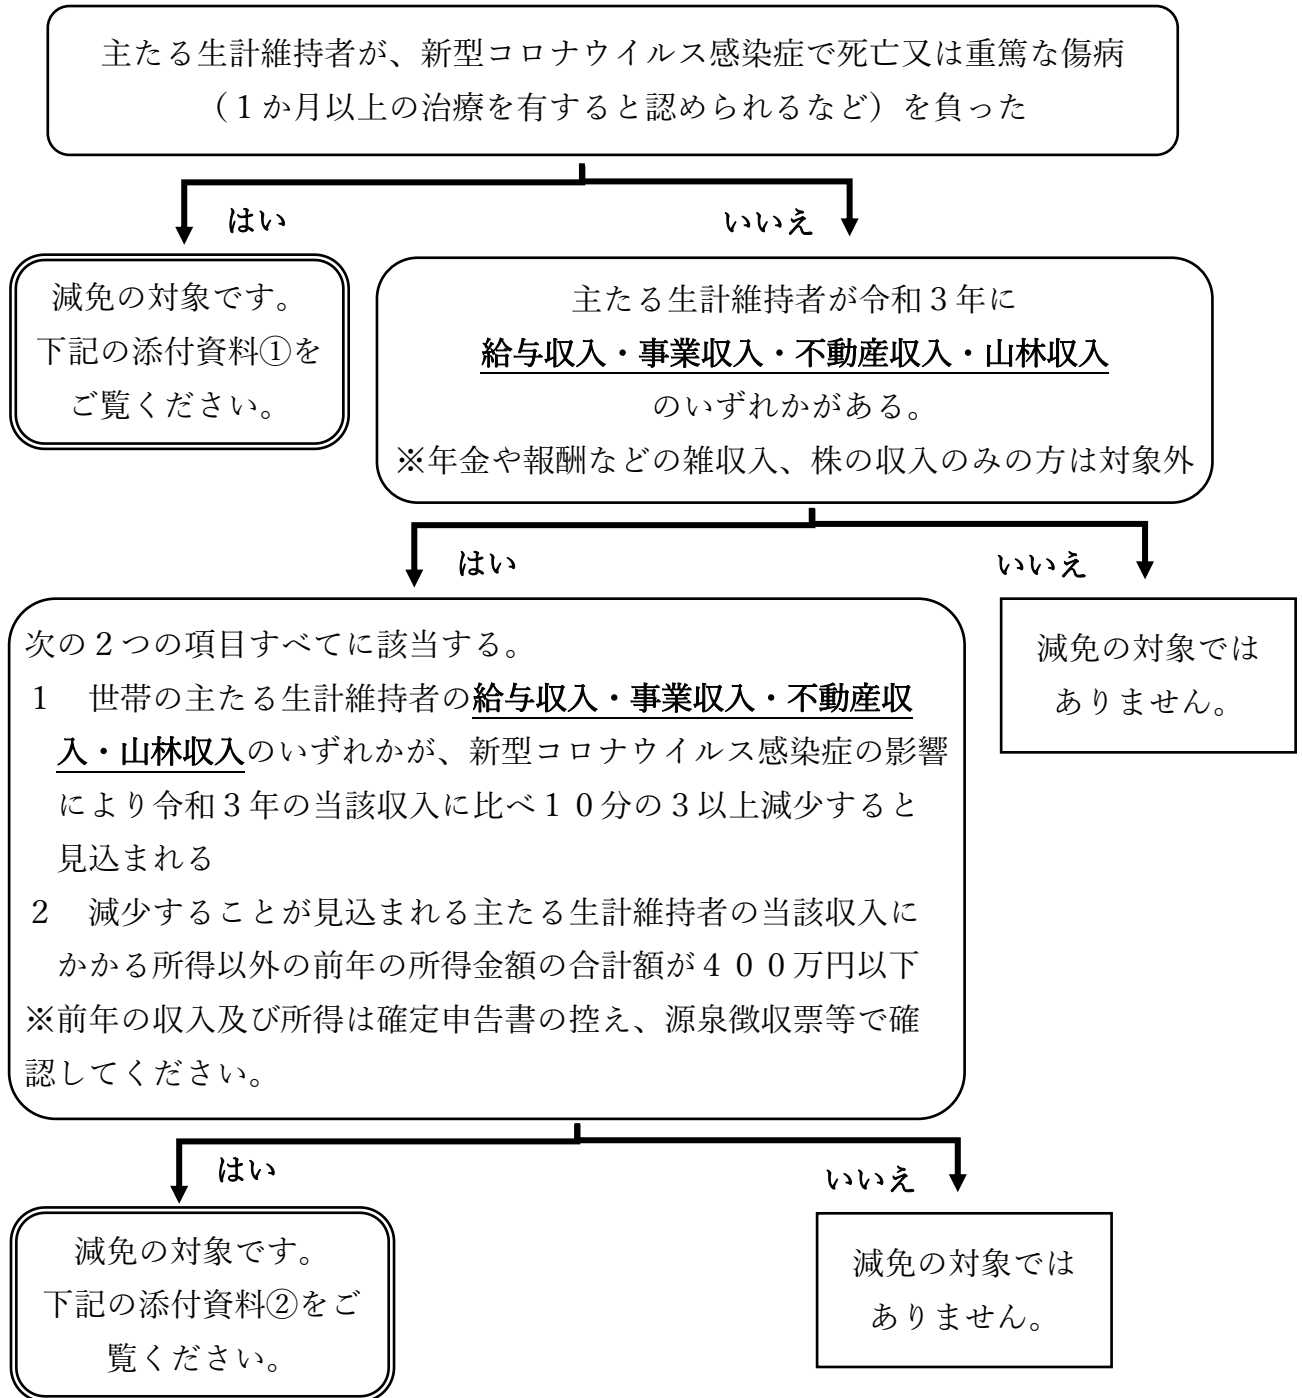 主たる生計維持者が、新型コロナウイルス感染症で死亡又は重篤な傷病
（１か月以上の治療を有すると認められるなど）を負った
はい
いいえ
減免の対象です。
下記の添付資料①を
ご覧ください。
主たる生計維持者が令和３年に
給与収入・事業収入・不動産収入・山林収入
のいずれかがある。
※年金や報酬などの雑収入、株の収入のみの方は対象外
はい
いいえ
次の２つの項目すべてに該当する。
１　世帯の主たる生計維持者の給与収入・事業収入・不動産収
入・山林収入のいずれかが、新型コロナウイルス感染症の影響
により令和３年の当該収入に比べ１０分の３以上減少すると
見込まれる
２　減少することが見込まれる主たる生計維持者の当該収入に
かかる所得以外の前年の所得金額の合計額が４００万円以下
※前年の収入及び所得は確定申告書の控え、源泉徴収票等で確
認してください。
減免の対象では
ありません。
はい
いいえ
減免の対象です。
下記の添付資料②をご
覧ください。
減免の対象では
ありません。